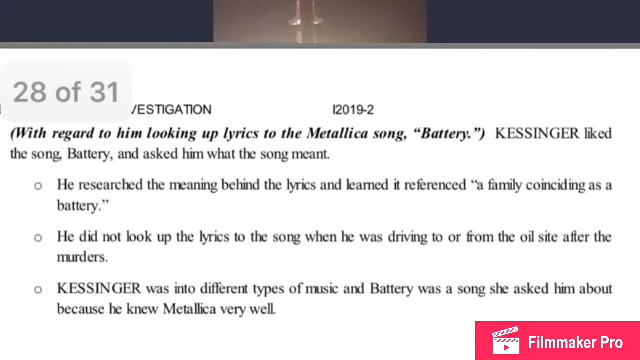 28 of 31
VESTIGATION I2019-2
(With regard to him looking up lyrics to the Metallica song, “Battery.”) KESSINGER liked
the song, Battery, and asked him what the song meant.
o He researched the meaning behind the lyrics and learned it referenced “a family coinciding as a
battery.”
o He did not look up the lyrics to the song when he was driving to or from the oil site after the
murders.
o KESSINGER was into different types of music and Battery was a song she asked him about
because he knew Metallica very well.
Filmmaker Pro